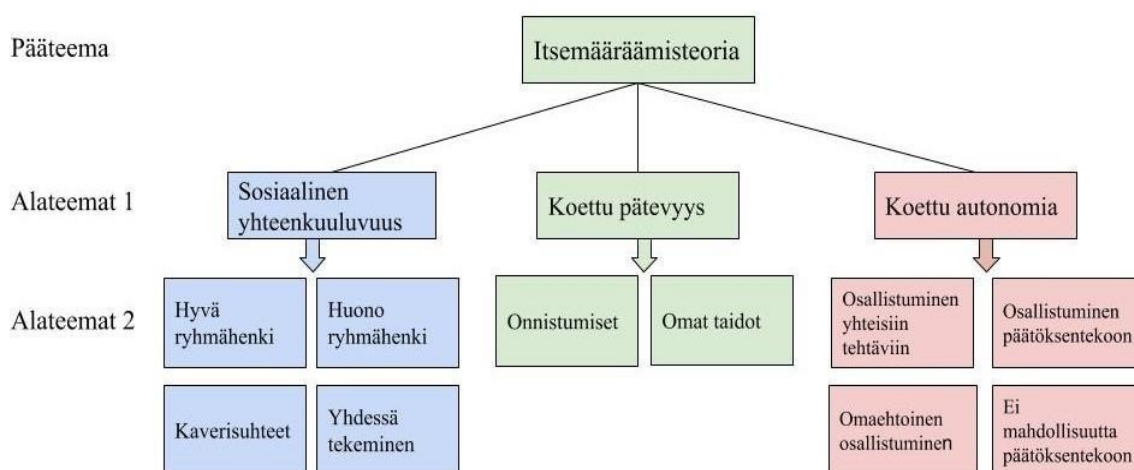 Pääteema
Itsemääräämisteoria
Alateemat 1
Sosiaalinen
yhteenkuuluvuus
Koettu pätevyys
Koettu autonomia
Alateemat 2
Hyvä
ryhmähenki
Huono
ryhmähenki
Onnistumiset
Omat taidot
Osallistuminen
yhteisiin
tehtäviin
Osallistuminen
päätöksentekoon
Kaverisuhteet
Yhdessä
tekeminen
Omaehtoinen
osallistuminen
Ei
mahdollisuutta
päätöksentekoon